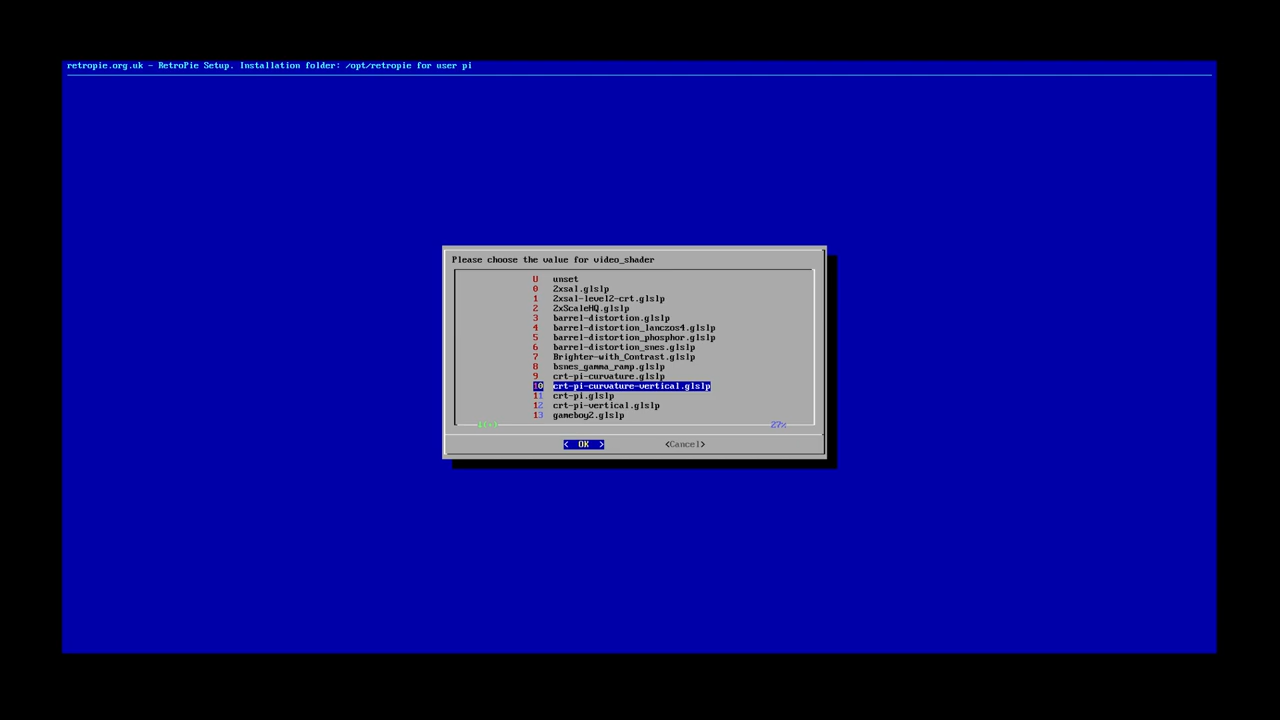 retropie.org.uk - RetroPie Setup. Installation folder: /opt/retropie for user pi
Please choose the value for video_shader
U unset
0 2xsal.glslp
1 2xsal-level2-crt.glslp
2 2xScaleHQ.glslp
3 barrel-distortion.glslp
4 barrel-distortion_lanczos4.glslp
5 barrel-distortion_phosphor.glslp
6 barrel-distortion_snes.glslp
7 Brighter-with_Contrast.glslp
8 bsnes_gamma_ramp.glslp
9 crt-pi-curvature.glslp
10 crt-pi-curvature-vertical.glslp
11 crt-pi.glslp
12 crt-pi-vertical.glslp
13 gameboy2.glslp
↓(+) 27%
< OK > <Cancel>